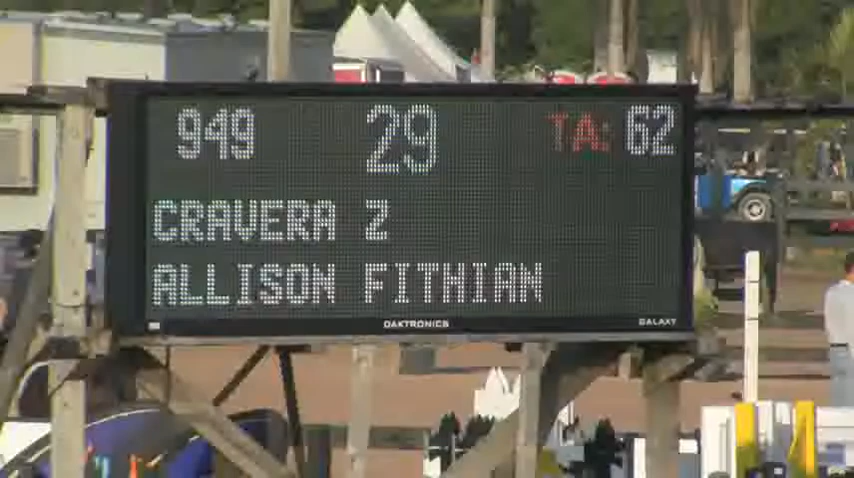 949 29 TA: 62
CRAVERA Z
ALLISON FITHIAN
DAKTRONICS GALAXY